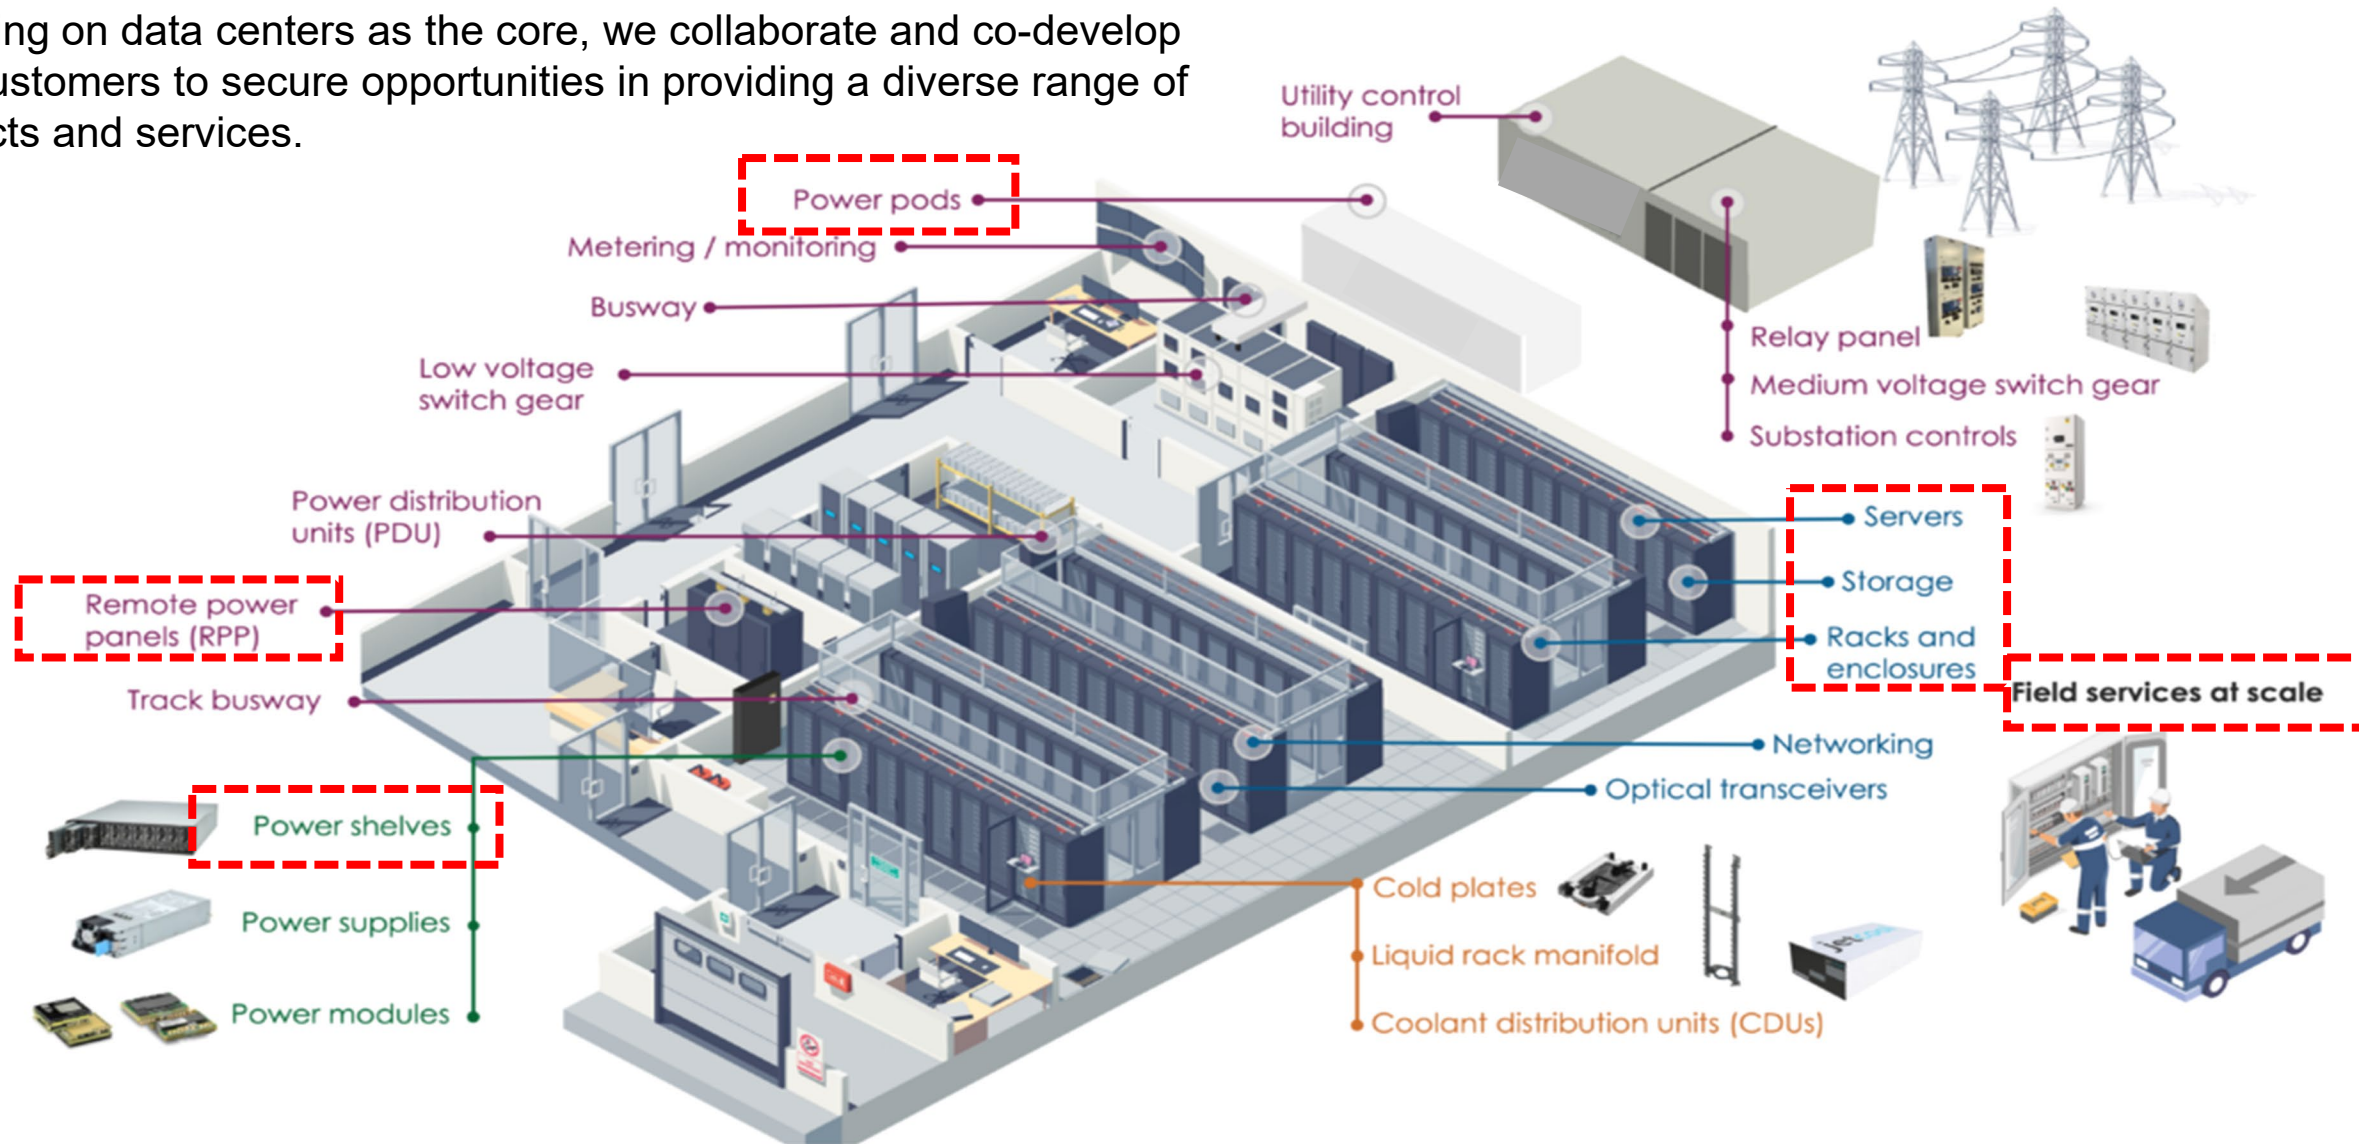 ng on data centers as the core, we collaborate and co-develop
ustomers to secure opportunities in providing a diverse range of
cts and services.
Utility control
building
Power pods
Metering / monitoring
Busway
Low voltage
switch gear
Relay panel
Medium voltage switch gear
Substation controls
Power distribution
units (PDU)
Servers
Storage
Remote power
panels (RPP)
Racks and
enclosures
Field services at scale
Track busway
Networking
Optical transceivers
Power shelves
Cold plates
Power supplies
Liquid rack manifold
Power modules
Coolant distribution units (CDUs)